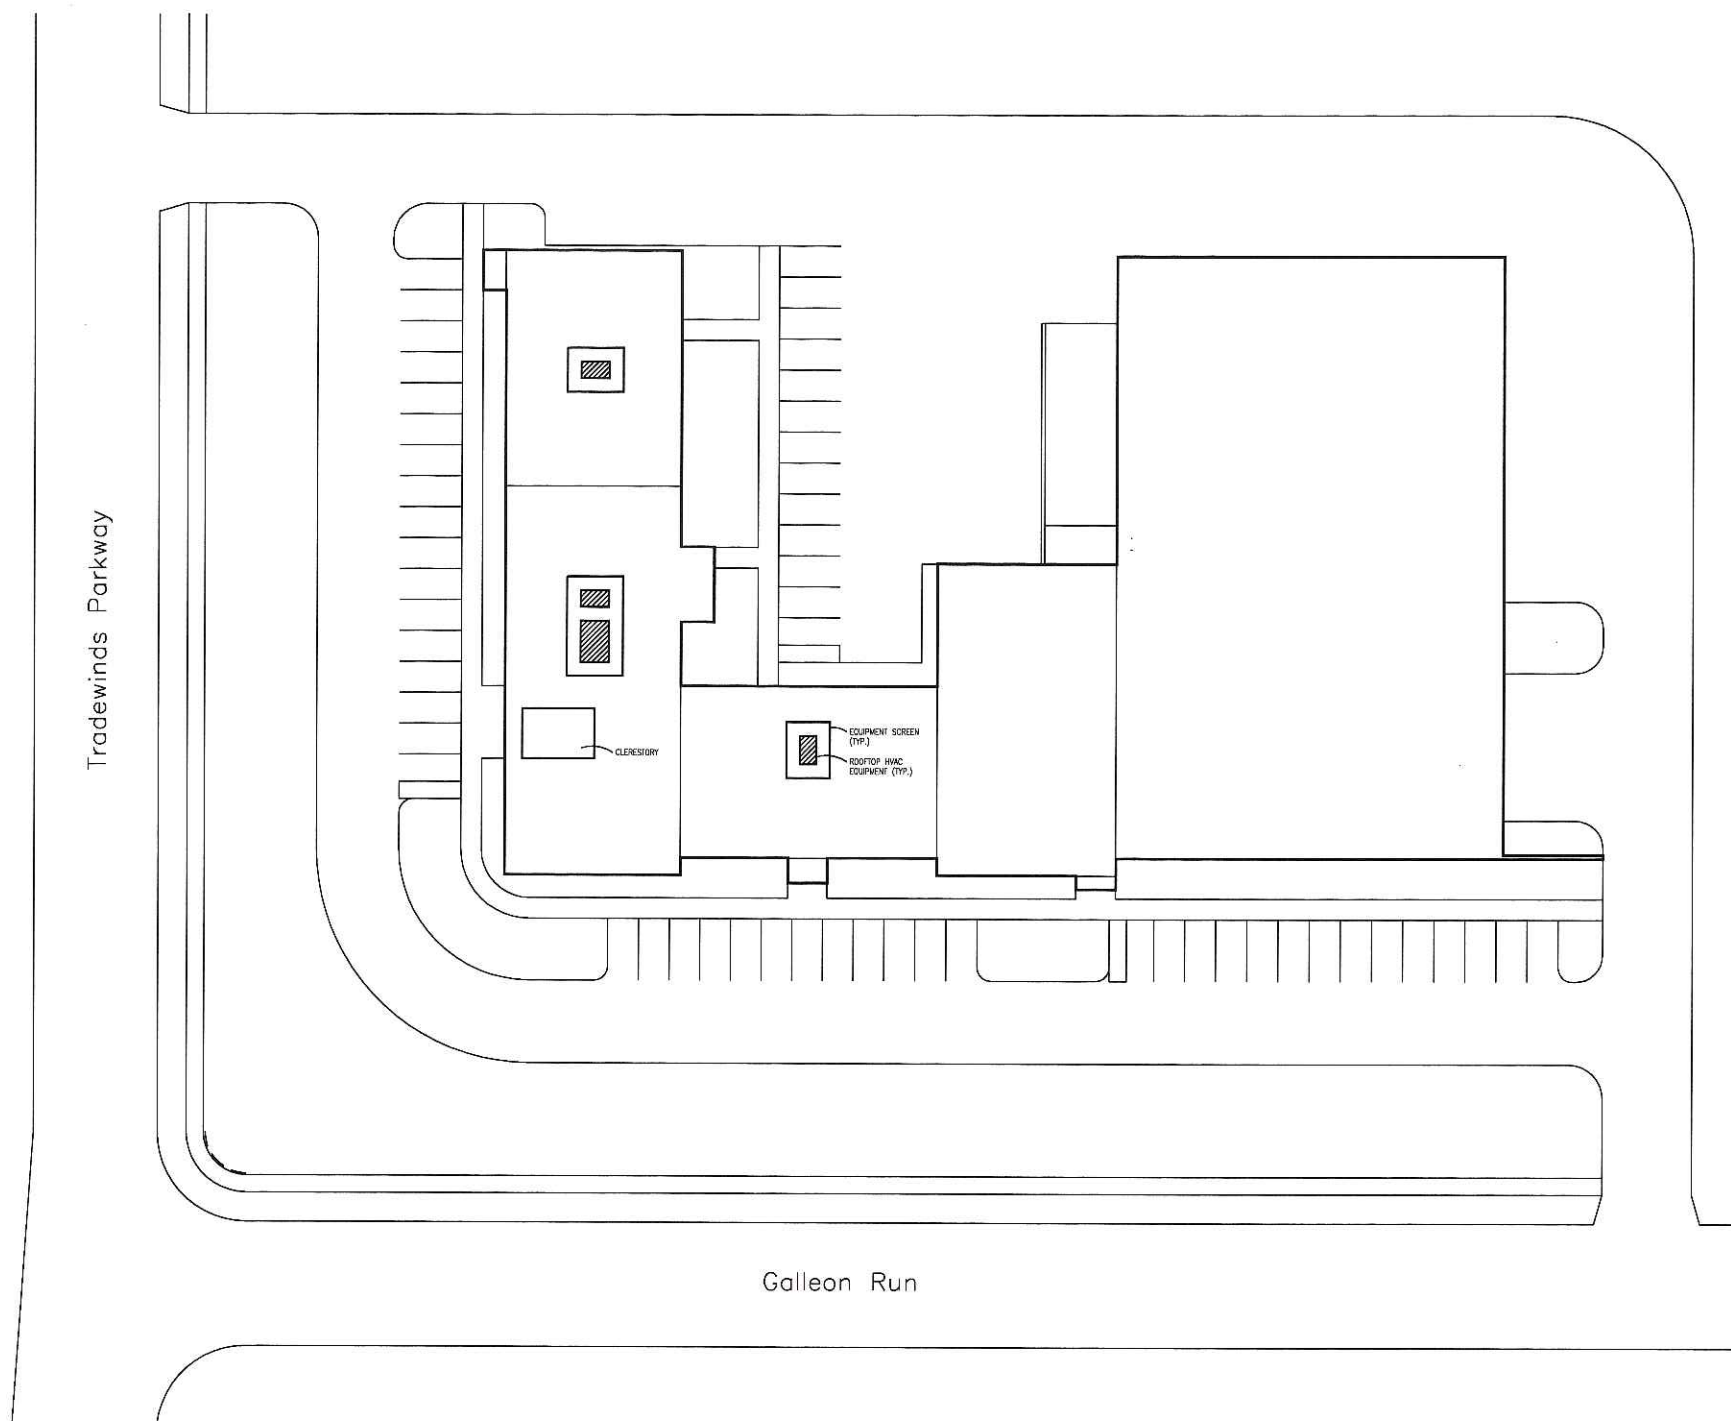 Tradewinds Parkway
CLERESTORY
EQUIPMENT SCREEN
(TYP.)
ROOFTOP HVAC
EQUIPMENT (TYP.)
Galleon Run